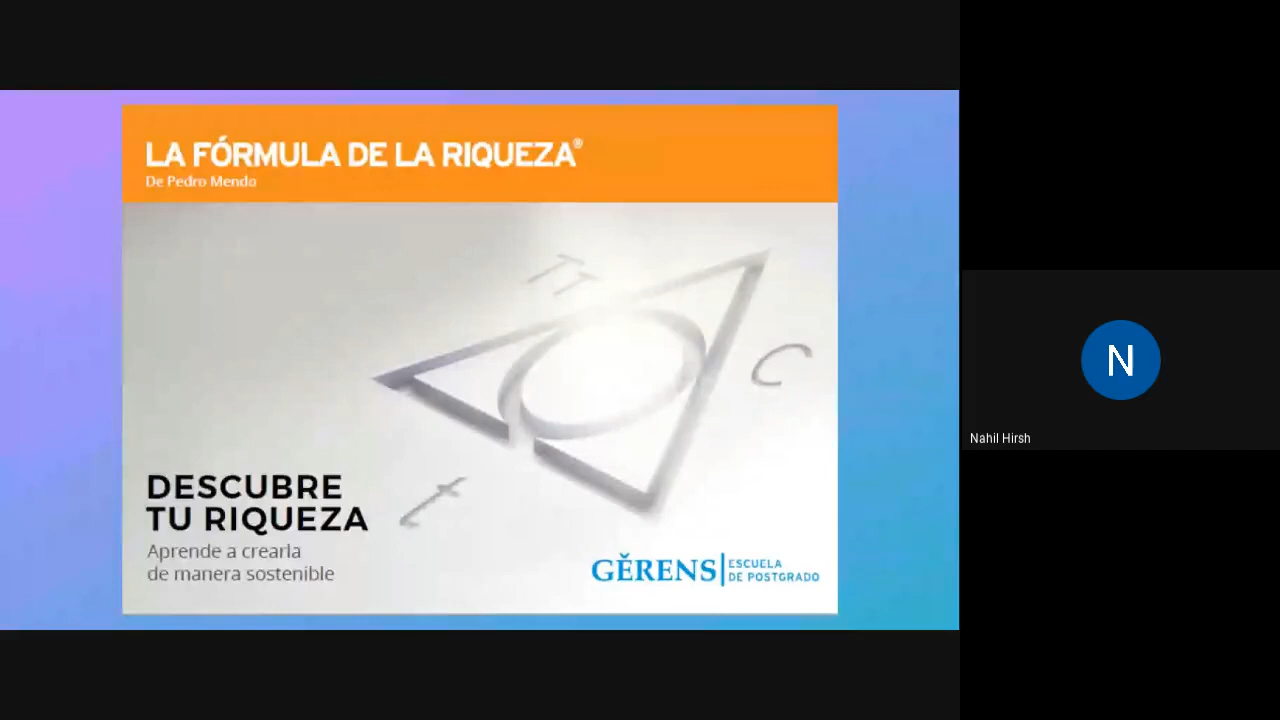 LA FÓRMULA DE LA RIQUEZA®
De Pedro Mendo
π
c
t
DESCUBRE
TU RIQUEZA
Aprende a crearla
de manera sostenible
GĚRENS
ESCUELA
DE POSTGRADO
N
Nahil Hirsh